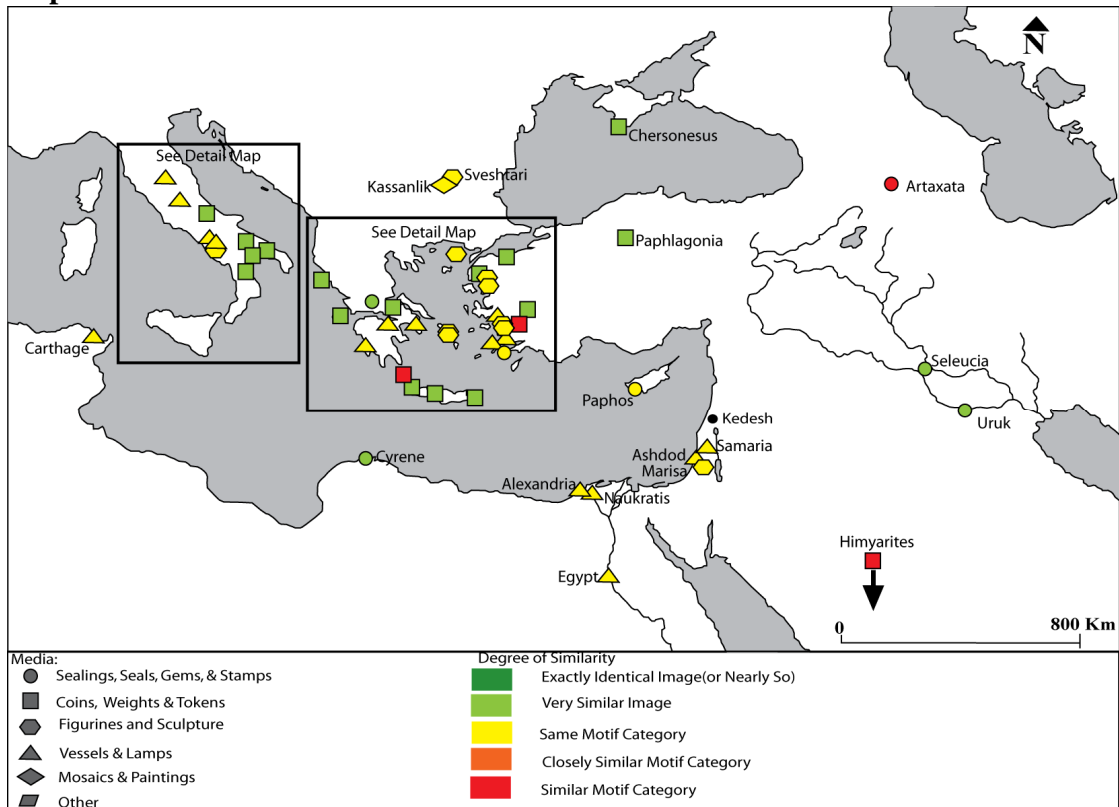 See Detail Map
Chersonesus
Sveshtari
Kassanlik
Artaxata
See Detail Map
Paphlagonia
Carthage
Seleucia
Paphos
Kedesh
Uruk
Samaria
Cyrene
Ashdod
Marisa
Alexandria
Naukratis
Himyarites
Egypt
N
0 800 Km
Media:
Sealings, Seals, Gems, & Stamps
Coins, Weights & Tokens
Figurines and Sculpture
Vessels & Lamps
Mosaics & Paintings
Other
Degree of Similarity
Exactly Identical Image(or Nearly So)
Very Similar Image
Same Motif Category
Closely Similar Motif Category
Similar Motif Category